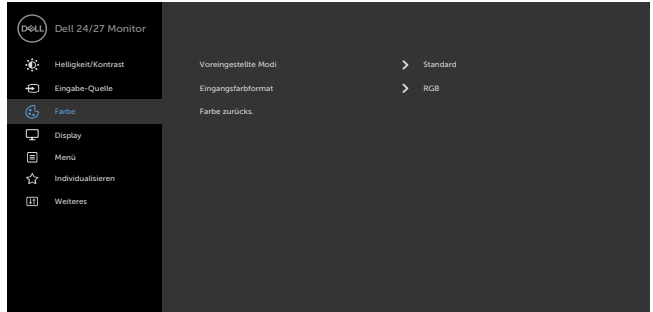 DELL Dell 24/27 Monitor
Helligkeit/Kontrast Voreingestellte Modi Standard
Eingabe-Quelle Eingangsfarbformat RGB
Farbe Farbe zurücks.
Display
Menü
Individualisieren
Weiteres